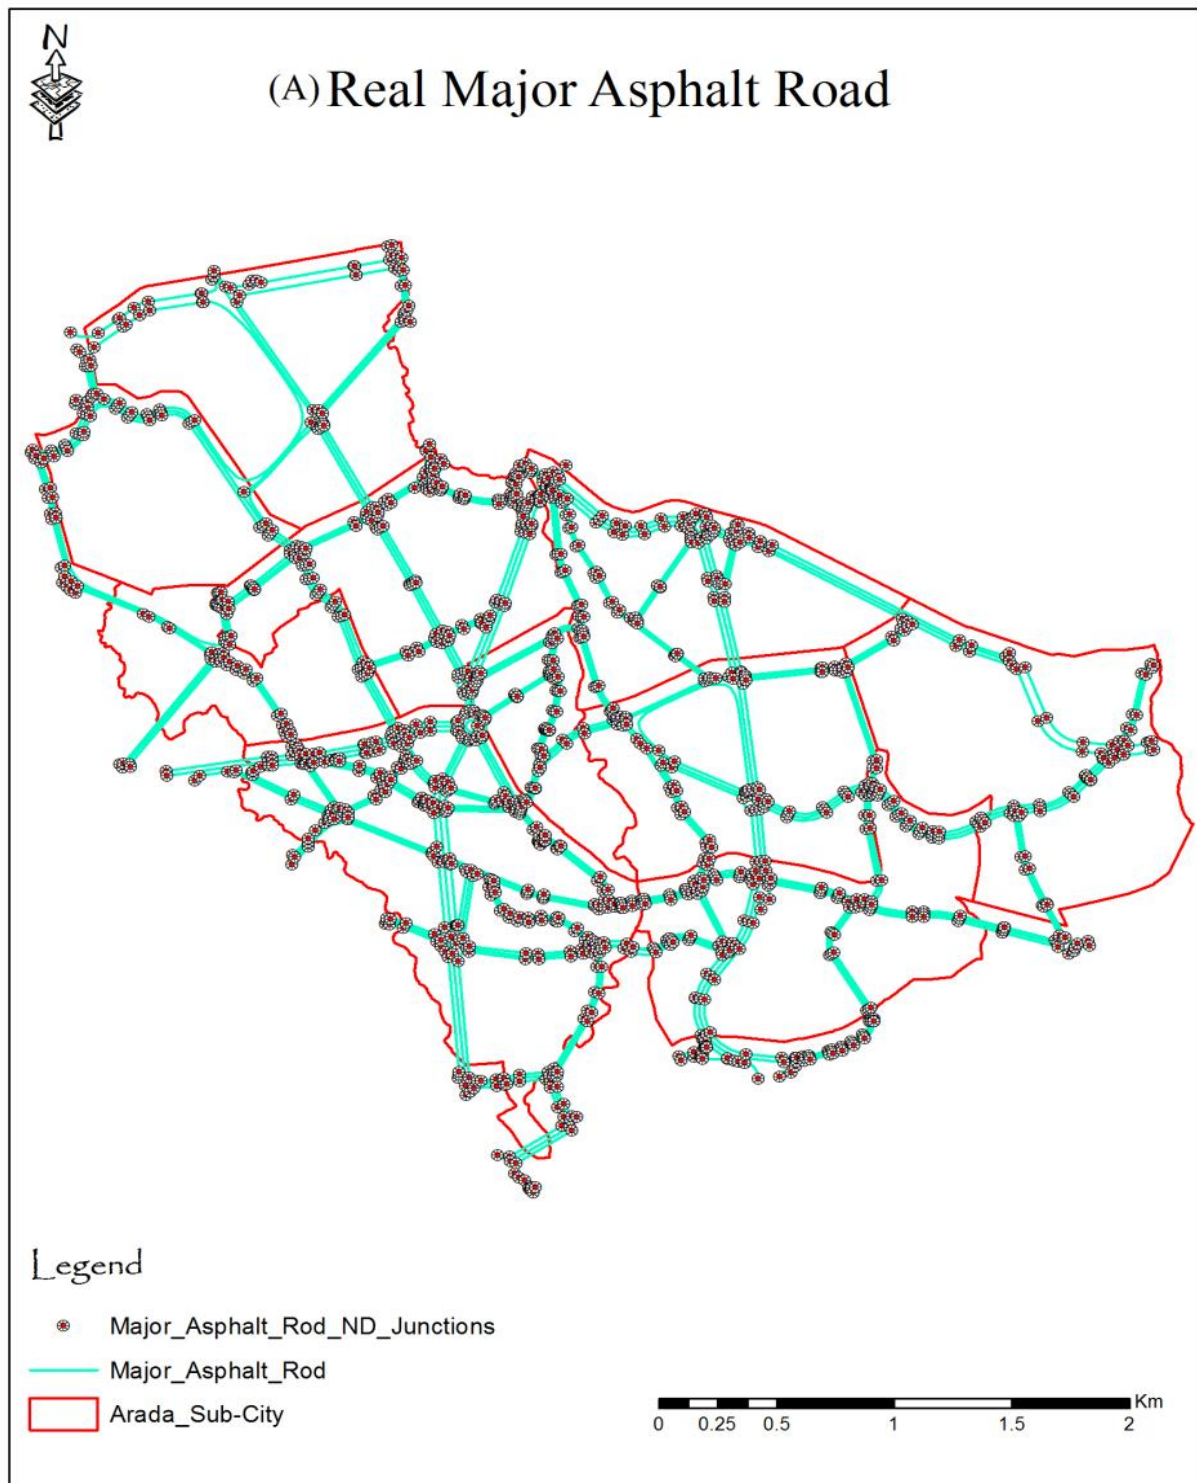 N
(A) Real Major Asphalt Road
Legend
Major_Asphalt_Rod_ND_Junctions
Major_Asphalt_Rod
Arada_Sub-City
Km
0 0.25 0.5 1 1.5 2